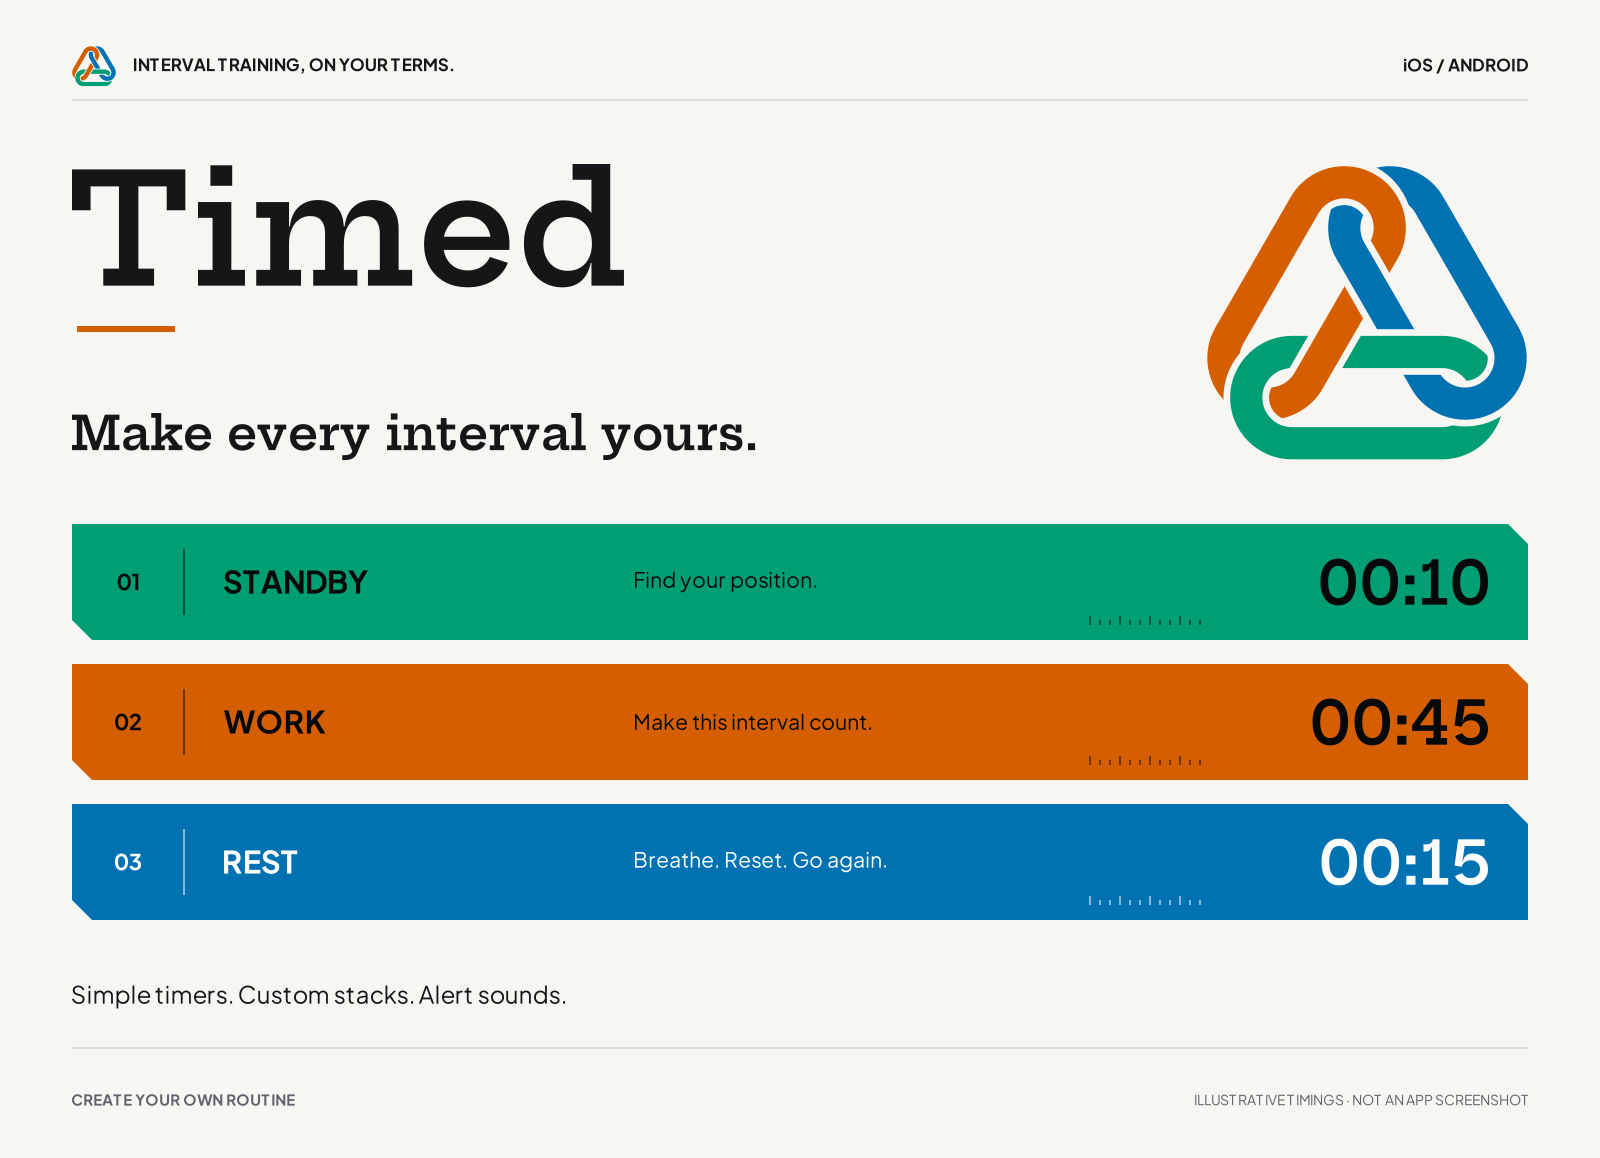 INTERVAL TRAINING, ON YOUR TERMS.
iOS / ANDROID
Timed
Make every interval yours.
01 STANDBY Find your position. 00:10
02 WORK Make this interval count. 00:45
03 REST Breathe. Reset. Go again. 00:15
Simple timers. Custom stacks. Alert sounds.
CREATE YOUR OWN ROUTINE
ILLUSTRATIVE TIMINGS · NOT AN APP SCREENSHOT